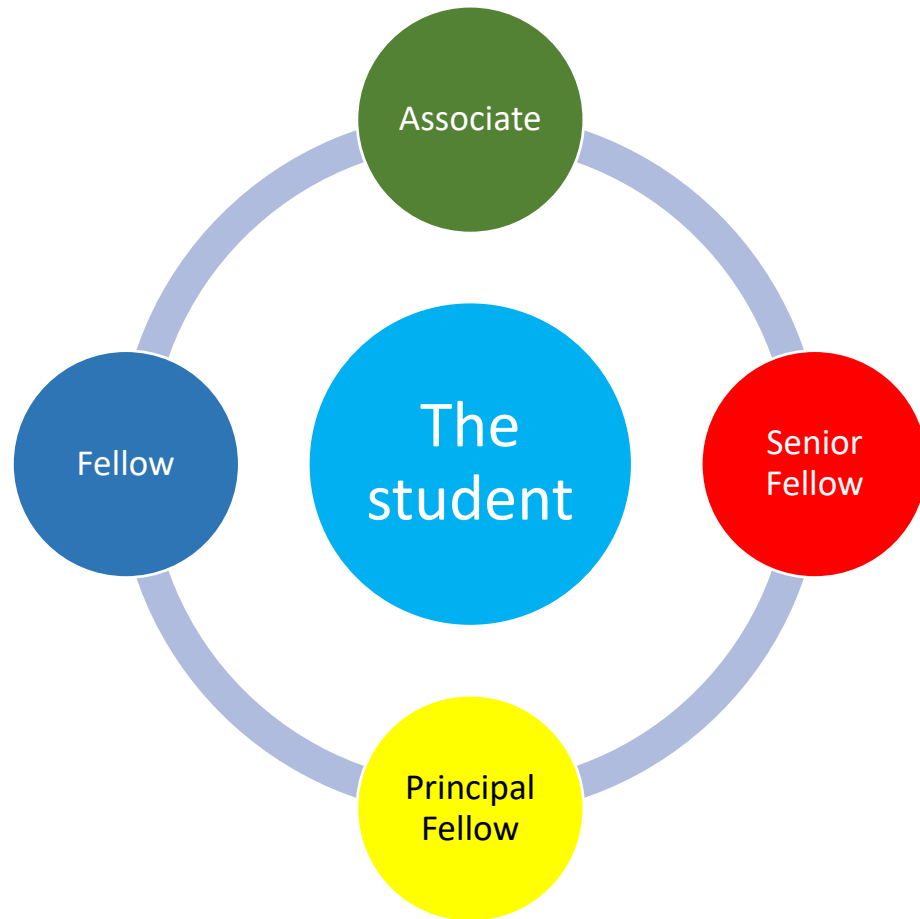 Associate
Fellow
The
student
Senior
Fellow
Principal
Fellow